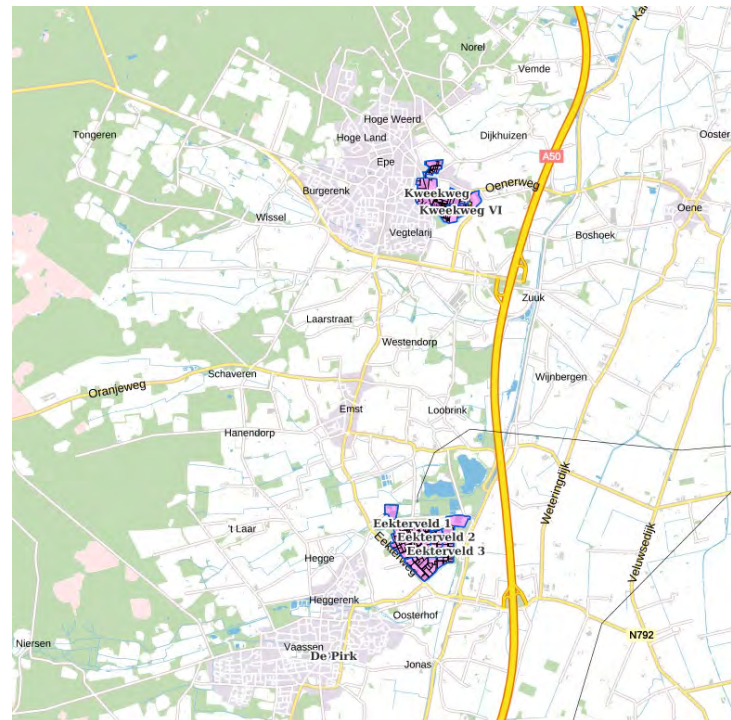 Norel
Vemde
Hoge Weerd
Tongeren
Hoge Land
Dijkhuizen
Epe
A50
Burgerenk
Kweekweg
Oenerweg
Kweekweg VI
Oene
Wissel
Vegtelarij
Boshoek
Zuuk
Laarstraat
Westendorp
Schaveren
Wijnbergen
Oranjeweg
Emst
Loobrink
Hanendorp
Weteringdijk
't Laar
Eekterveld 1
Eekterveld 2
Eekterveld 3
Eekterweg
Veluwsedijk
Hegge
Heggerenk
Oosterhof
N792
Niersen
Vaassen
De Pirk
Jonas